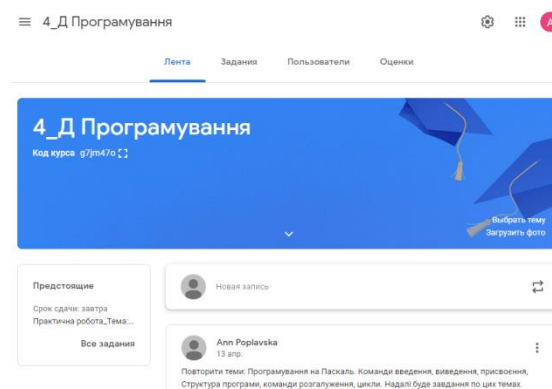 4_Д Програмування
Лента Задания Пользователи Оценки
4_Д Програмування
Код курса g7jm47o
Выбрать тему
Загрузить фото
Предстоящие
Срок сдачи: завтра
Практична робота_Тема:...
Все задания
Новая запись
Ann Poplavska
13 апр.
Повторити теми: Програмування на Паскаль. Команди введення, виведення, присвоєння,
Структура програми, команди розгалуження, цикли. Надалі буде завдання по цих темах.